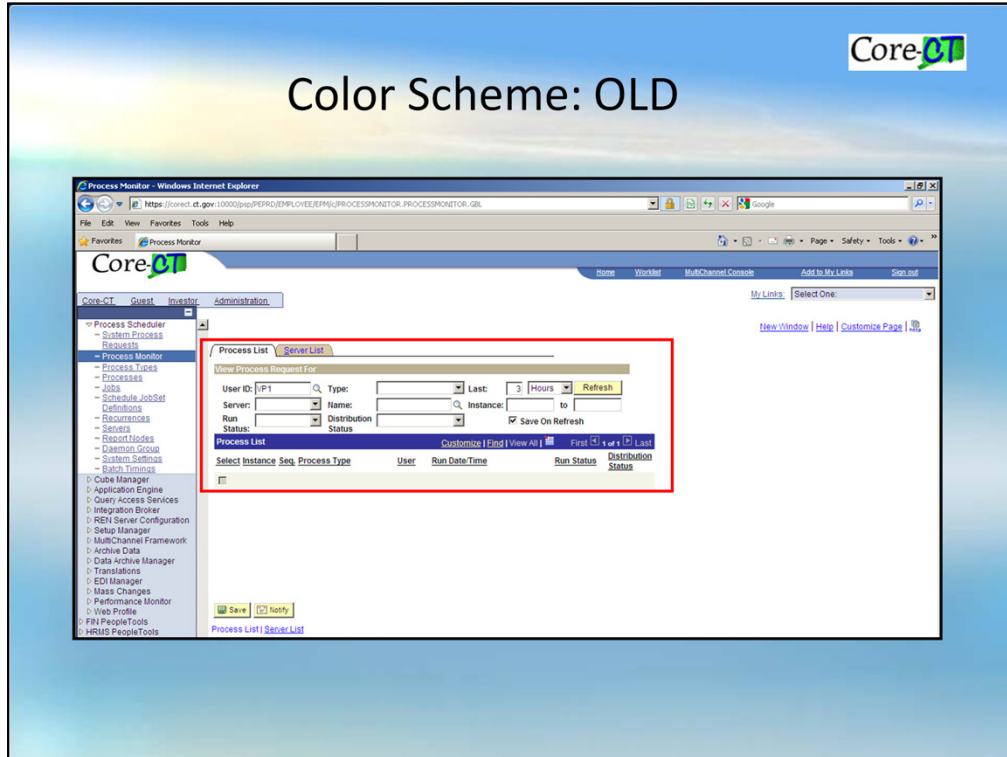 Core-CT
Color Scheme: OLD
Process Monitor - Windows Internet Explorer
https://corect.ct.gov:10000/psp/PEPRD/EMPLOYEE/EPM/c/PROCESSMONITOR.PROCESSMONITOR.GBL
Google
File Edit View Favorites Tools Help
Favorites Process Monitor Page Safety Tools
Core-CT
Home Worklist MultiChannel Console Add to My Links Sign out
My Links: Select One:
Core-CT Guest Investor Administration
New Window | Help | Customize Page |
Process Scheduler
System Process
Requests
Process Monitor
Process Types
Processes
Jobs
Schedule JobSet
Definitions
Recurrences
Servers
Report Nodes
Daemon Group
System Settings
Batch Timings
Cube Manager
Application Engine
Query Access Services
Integration Broker
REN Server Configuration
Setup Manager
MultiChannel Framework
Archive Data
Data Archive Manager
Translations
EDI Manager
Mass Changes
Performance Monitor
Web Profile
FIN PeopleTools
HRMS PeopleTools
Process List Server List
View Process Request For
User ID: VP1 Type: Last: 3 Hours Refresh
Server: Name: Instance: to
Run Status: Distribution Status Save On Refresh
Process List Customize | Find | View All | First 1 of 1 Last
Select Instance Seq. Process Type User Run Date/Time Run Status Distribution Status
Save Notify
Process List | Server List